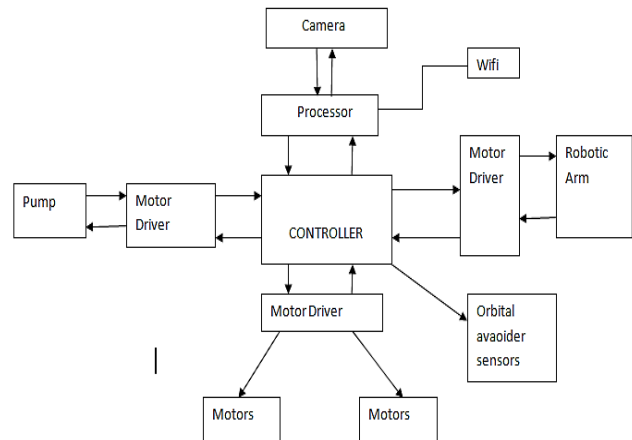 Camera
Wifi
Processor
Motor
Driver
Robotic
Arm
Pump
Motor
Driver
CONTROLLER
Motor Driver
Orbital
avaoider
sensors
Motors
Motors